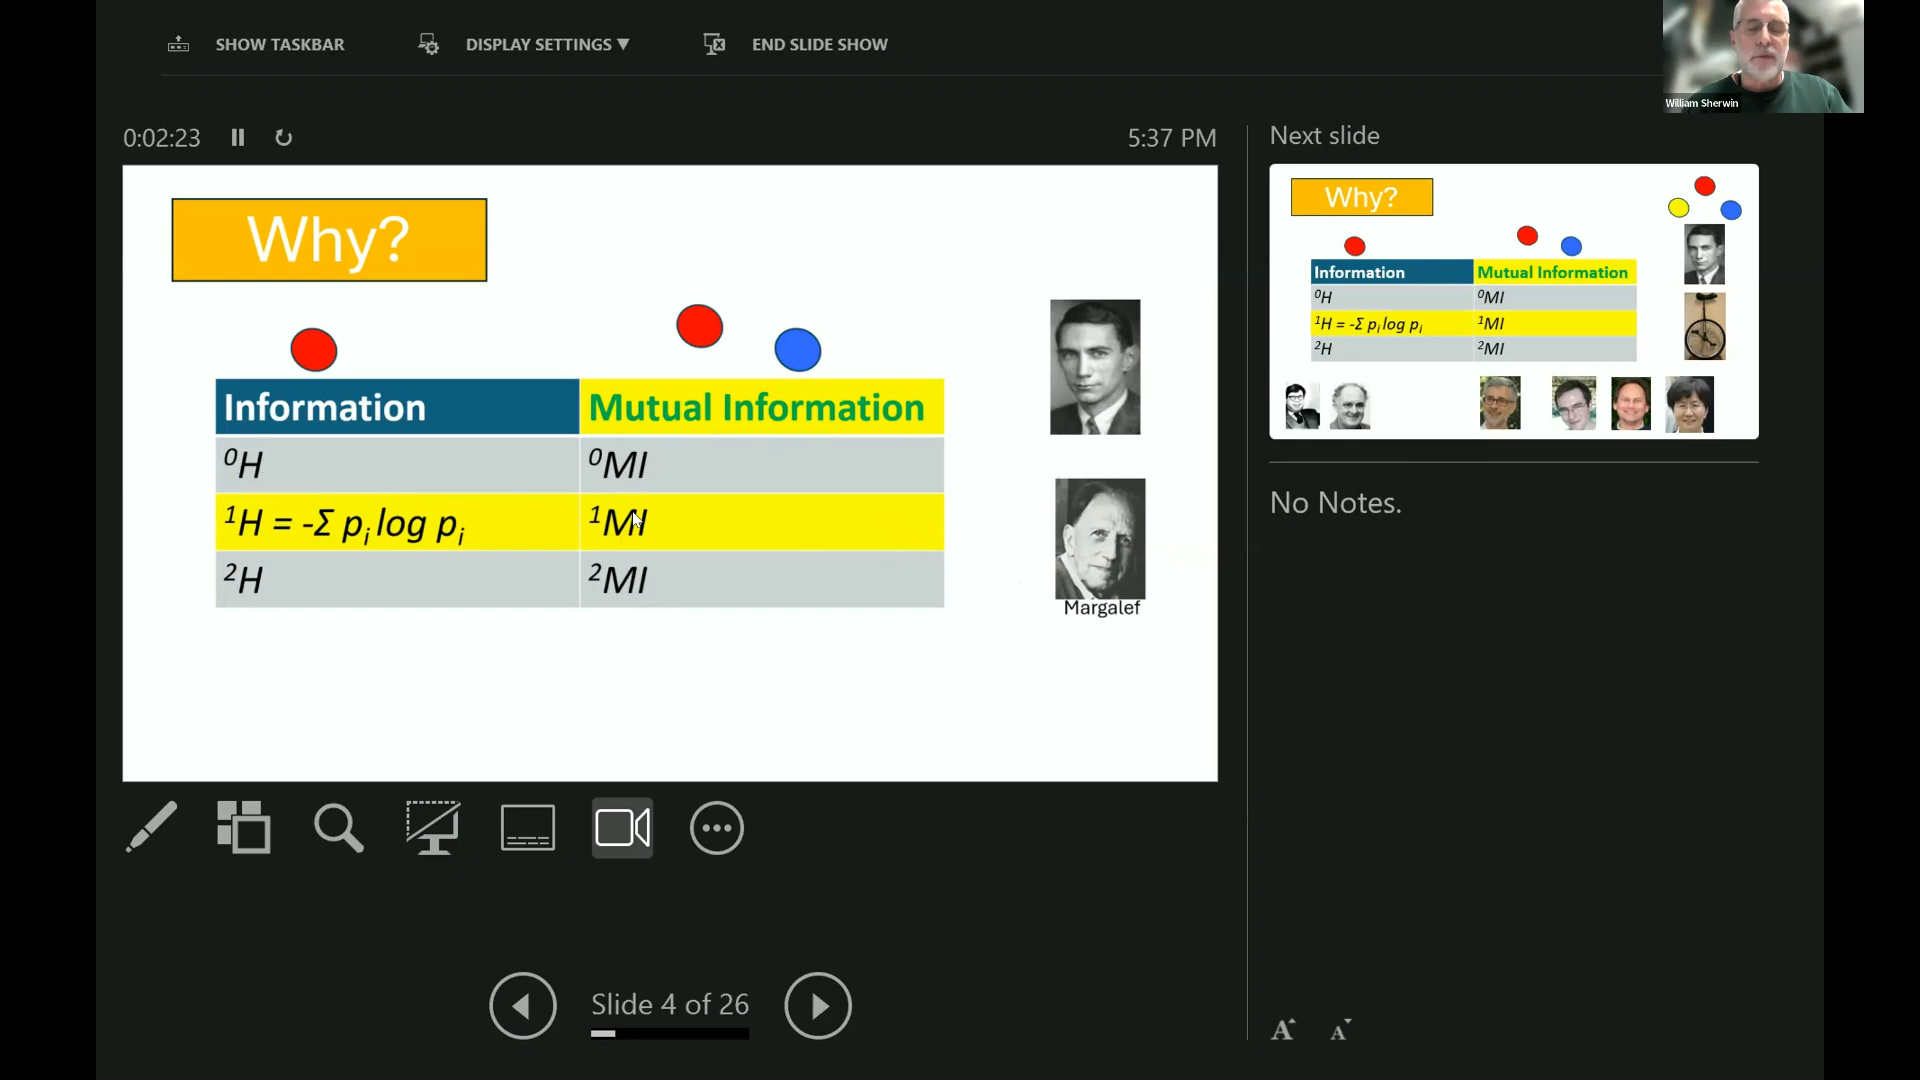 SHOW TASKBAR
DISPLAY SETTINGS ▼
END SLIDE SHOW
William Sherwin
0:02:23
5:37 PM
Next slide
Why?
Information
Mutual Information
⁰H
⁰MI
¹H = -Σ pᵢ log pᵢ
¹MI
²H
²MI
Margalef
Why?
Information
Mutual Information
⁰H
⁰MI
¹H = -Σ pᵢ log pᵢ
¹MI
²H
²MI
No Notes.
Slide 4 of 26
A
A